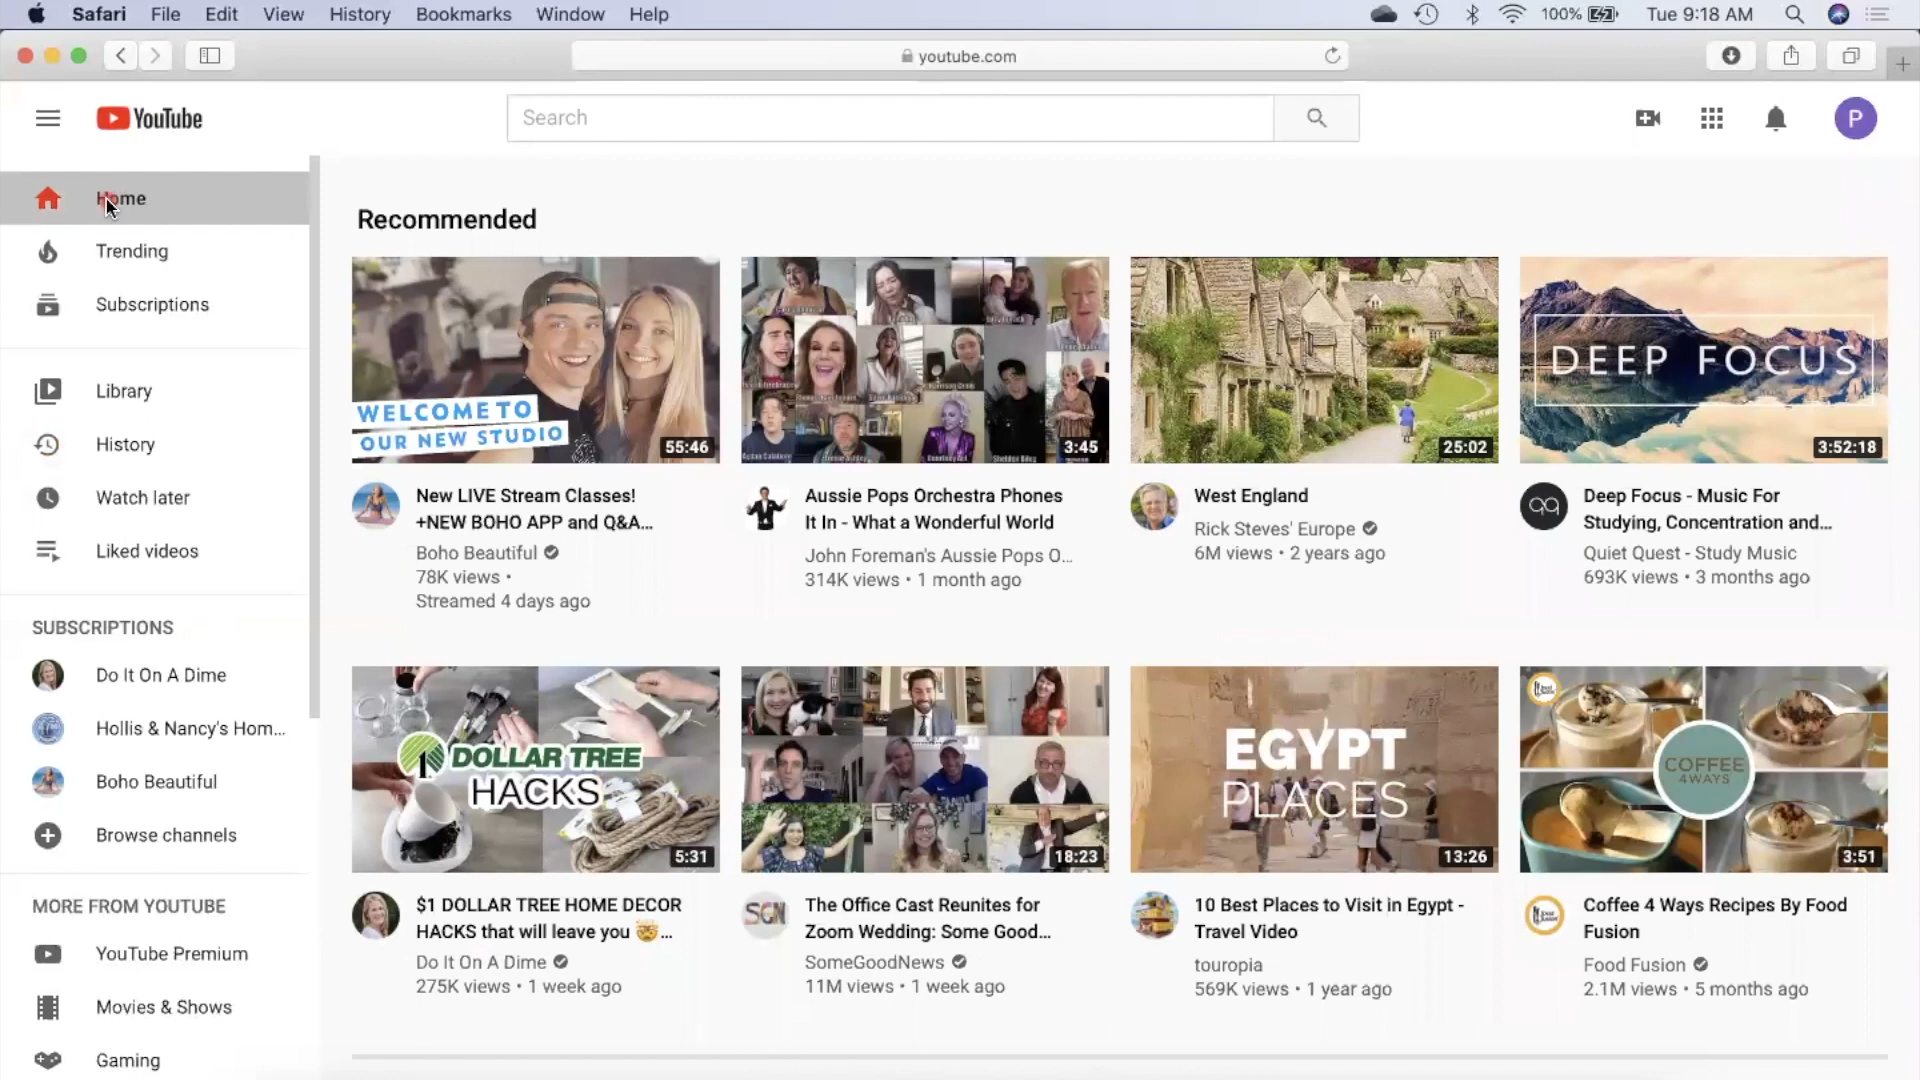 Safari File Edit View History Bookmarks Window Help 100% Tue 9:18 AM
youtube.com
YouTube
Search
P
Home
Trending
Subscriptions
Library
History
Watch later
Liked videos
SUBSCRIPTIONS
Do It On A Dime
Hollis & Nancy's Hom...
Boho Beautiful
Browse channels
MORE FROM YOUTUBE
YouTube Premium
Movies & Shows
Gaming
Recommended
WELCOME TO
OUR NEW STUDIO
55:46
New LIVE Stream Classes!
+NEW BOHO APP and Q&A...
Boho Beautiful
78K views •
Streamed 4 days ago
3:45
Aussie Pops Orchestra Phones
It In - What a Wonderful World
John Foreman's Aussie Pops O...
314K views • 1 month ago
25:02
West England
Rick Steves' Europe
6M views • 2 years ago
DEEP FOCUS
3:52:18
qq
Deep Focus - Music For
Studying, Concentration and...
Quiet Quest - Study Music
693K views • 3 months ago
1 DOLLAR TREE
HACKS
5:31
$1 DOLLAR TREE HOME DECOR
HACKS that will leave you 🤯...
Do It On A Dime
275K views • 1 week ago
18:23
SGN
The Office Cast Reunites for
Zoom Wedding: Some Good...
SomeGoodNews
11M views • 1 week ago
EGYPT
PLACES
13:26
10 Best Places to Visit in Egypt -
Travel Video
touropia
569K views • 1 year ago
COFFEE
4WAYS
3:51
Coffee 4 Ways Recipes By Food
Fusion
Food Fusion
2.1M views • 5 months ago